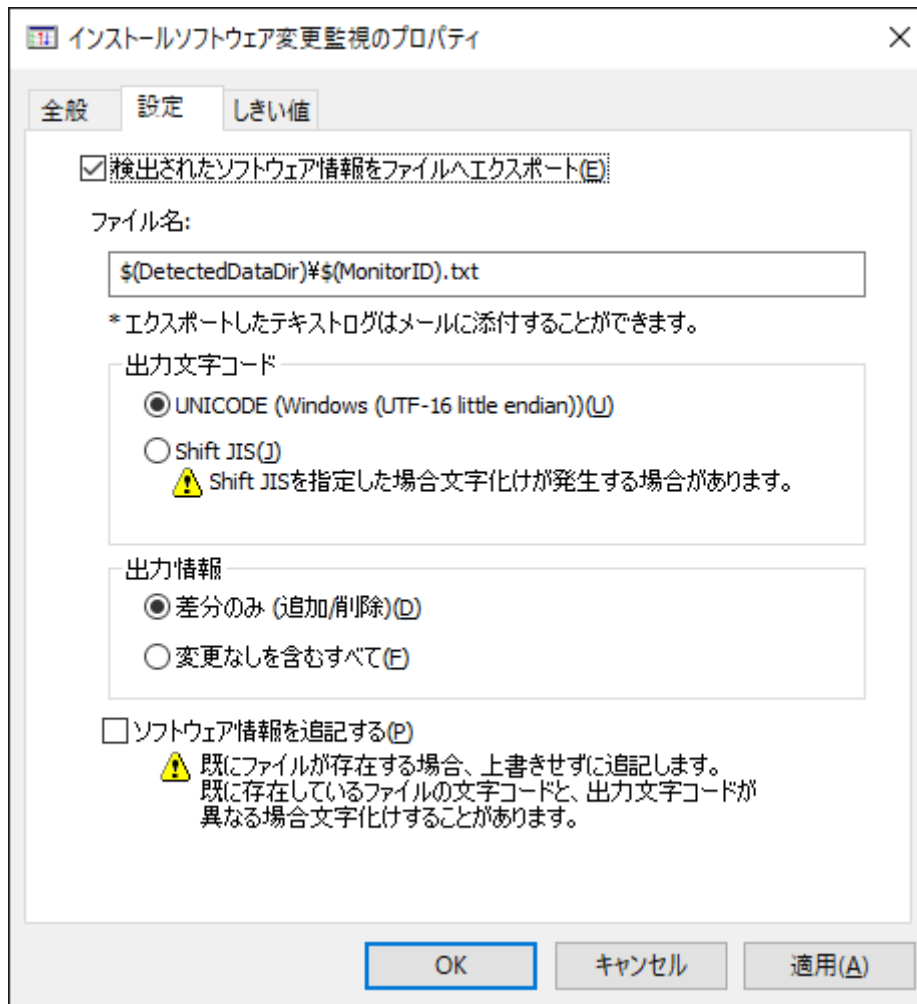 インストールソフトウェア変更監視のプロパティ
全般 設定 しきい値
検出されたソフトウェア情報をファイルへエクスポート(E)
ファイル名:
$(DetectedDataDir)¥$(MonitorID).txt
*エクスポートしたテキストログはメールに添付することができます。
出力文字コード
UNICODE (Windows (UTF-16 little endian))(U)
Shift JIS(J)
Shift JISを指定した場合文字化けが発生する場合があります。
出力情報
差分のみ (追加/削除)(D)
変更なしを含むすべて(F)
ソフトウェア情報を追記する(P)
既にファイルが存在する場合、上書きせずに追記します。
既に存在しているファイルの文字コードと、出力文字コードが
異なる場合文字化けすることがあります。
OK キャンセル 適用(A)